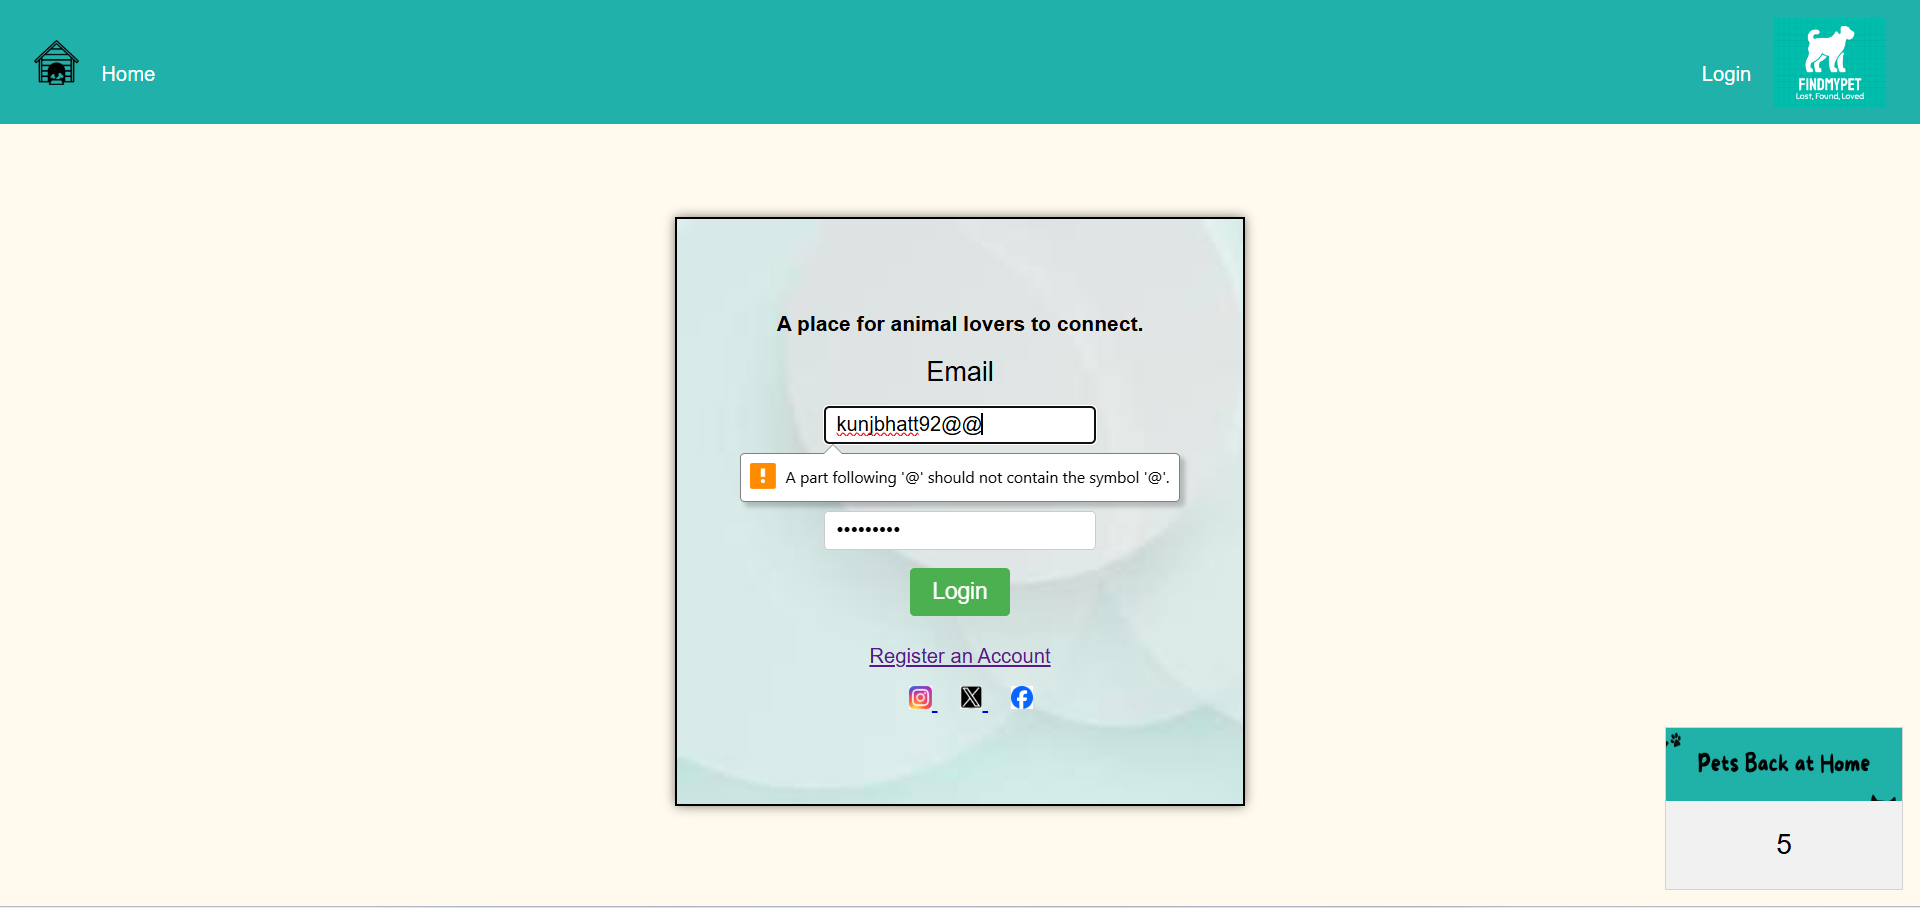 Home
Login
FINDMYPET
Lost, Found, Loved
A place for animal lovers to connect.
Email
kunjbhatt92@@
A part following '@' should not contain the symbol '@'.
•••••••••
Login
Register an Account
Pets Back at Home
5